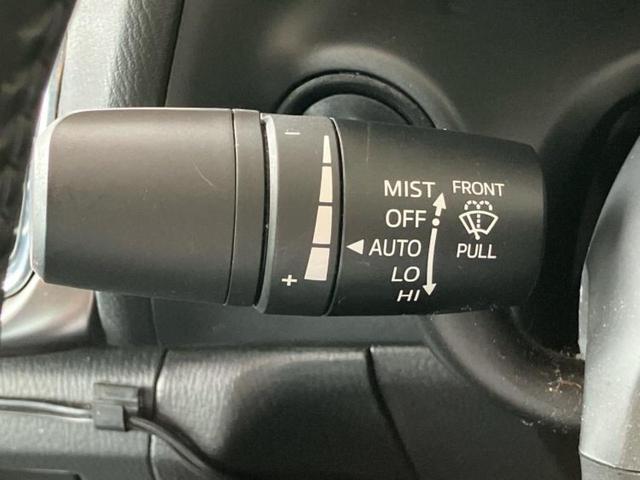 MIST FRONT
OFF
AUTO PULL
LO
HI
- 
+